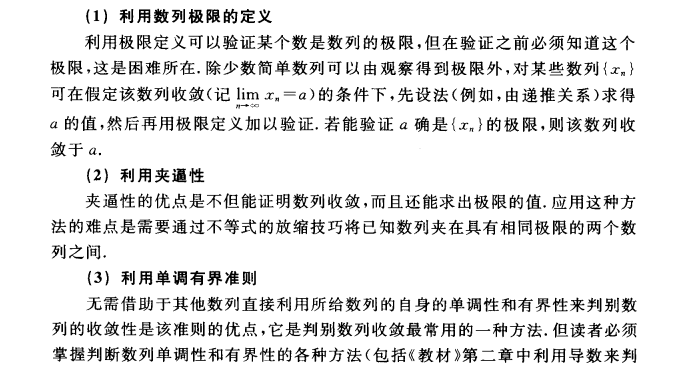 (1) 利用数列极限的定义
利用极限定义可以验证某个数是数列的极限,但在验证之前必须知道这个
极限,这是困难所在.除少数简单数列可以由观察得到极限外,对某些数列{xₙ}
可在假定该数列收敛(记 lim xₙ=a)的条件下,先设法(例如,由递推关系)求得
n→∞
a 的值,然后再用极限定义加以验证.若能验证 a 确是{xₙ}的极限,则该数列收
敛于 a.
(2) 利用夹逼性
夹逼性的优点是不但能证明数列收敛,而且还能求出极限的值.应用这种方
法的难点是需要通过不等式的放缩技巧将已知数列夹在具有相同极限的两个数
列之间.
(3) 利用单调有界准则
无需借助于其他数列直接利用所给数列的自身的单调性和有界性来判别数
列的收敛性是该准则的优点,它是判别数列收敛最常用的一种方法.但读者必须
掌握判断数列单调性和有界性的各种方法(包括《教材》第二章中利用导数来判